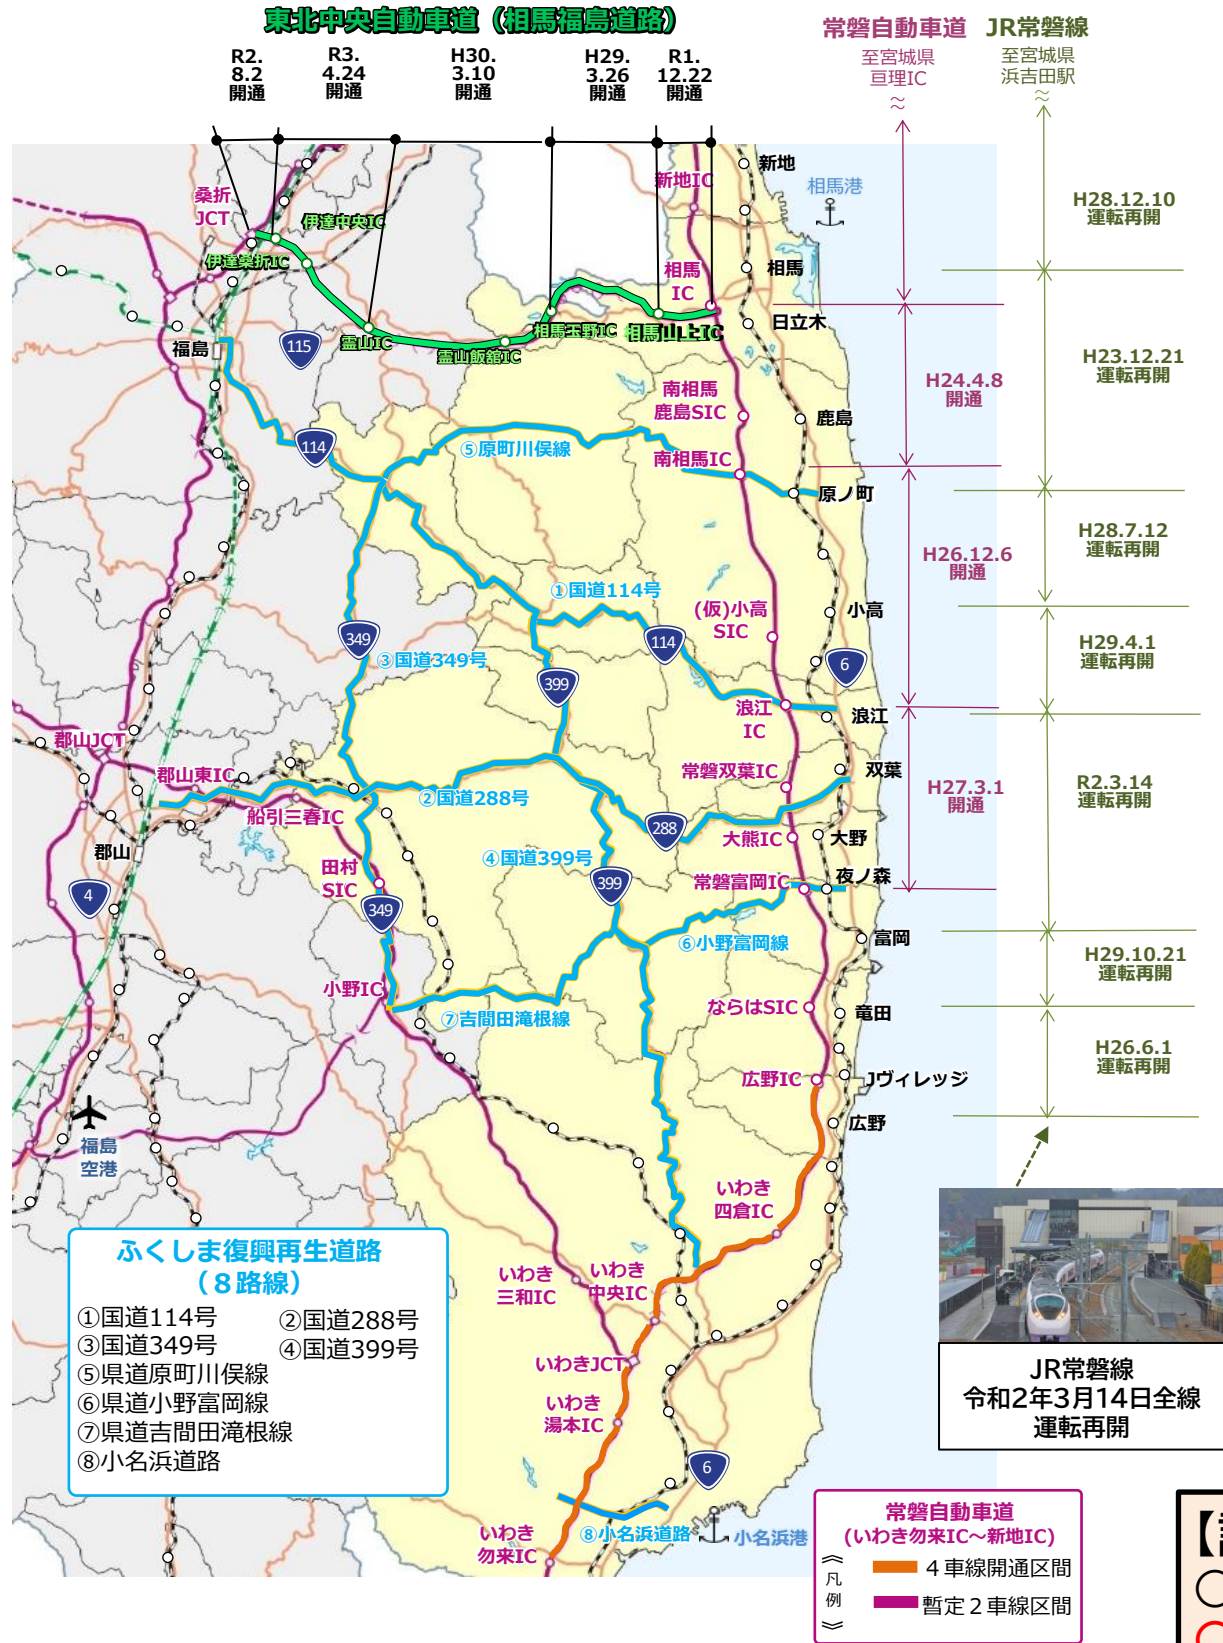 東北中央自動車道（相馬福島道路）
R2.
8.2
開通
R3.
4.24
開通
H30.
3.10
開通
H29.
3.26
開通
R1.
12.22
開通
常磐自動車道
至宮城県
亘理IC
JR常磐線
至宮城県
浜吉田駅
桑折
JCT
伊達中央IC
伊達桑折IC
霊山IC
霊山飯舘IC
相馬玉野IC
相馬山上IC
新地IC
新地
相馬港
相馬
IC
相馬
日立木
福島
115
114
南相馬
鹿島SIC
鹿島
⑤原町川俣線
南相馬IC
原ノ町
①国道114号
(仮)小高
SIC
小高
349
③国道349号
114
6
399
浪江
IC
浪江
郡山JCT
郡山東IC
船引三春IC
②国道288号
常磐双葉IC
双葉
288
大熊IC
大野
郡山
田村
SIC
④国道399号
399
常磐富岡IC
夜ノ森
4
349
⑥小野富岡線
富岡
小野IC
⑦吉間田滝根線
ならはSIC
竜田
広野IC
Jヴィレッジ
広野
福島
空港
いわき
四倉IC
いわき
三和IC
いわき
中央IC
いわきJCT
いわき
湯本IC
6
⑧小名浜道路
小名浜港
いわき
勿来IC
H24.4.8
開通
H26.12.6
開通
H27.3.1
開通
H28.12.10
運転再開
H23.12.21
運転再開
H28.7.12
運転再開
H29.4.1
運転再開
R2.3.14
運転再開
H29.10.21
運転再開
H26.6.1
運転再開
JR常磐線
令和2年3月14日全線
運転再開
ふくしま復興再生道路
（８路線）
①国道114号 ②国道288号
③国道349号 ④国道399号
⑤県道原町川俣線
⑥県道小野富岡線
⑦県道吉間田滝根線
⑧小名浜道路
常磐自動車道
(いわき勿来IC～新地IC)
《凡例》
４車線開通区間
暫定２車線区間
【